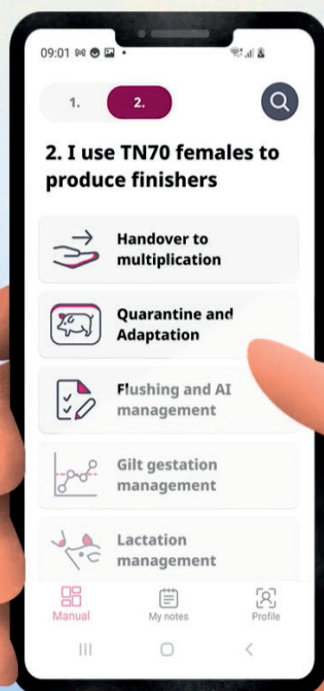 09:01
1.
2.
2. I use TN70 females to
produce finishers
Handover to
multiplication
Quarantine and
Adaptation
Flushing and AI
management
Gilt gestation
management
Lactation
management
Manual
My notes
Profile